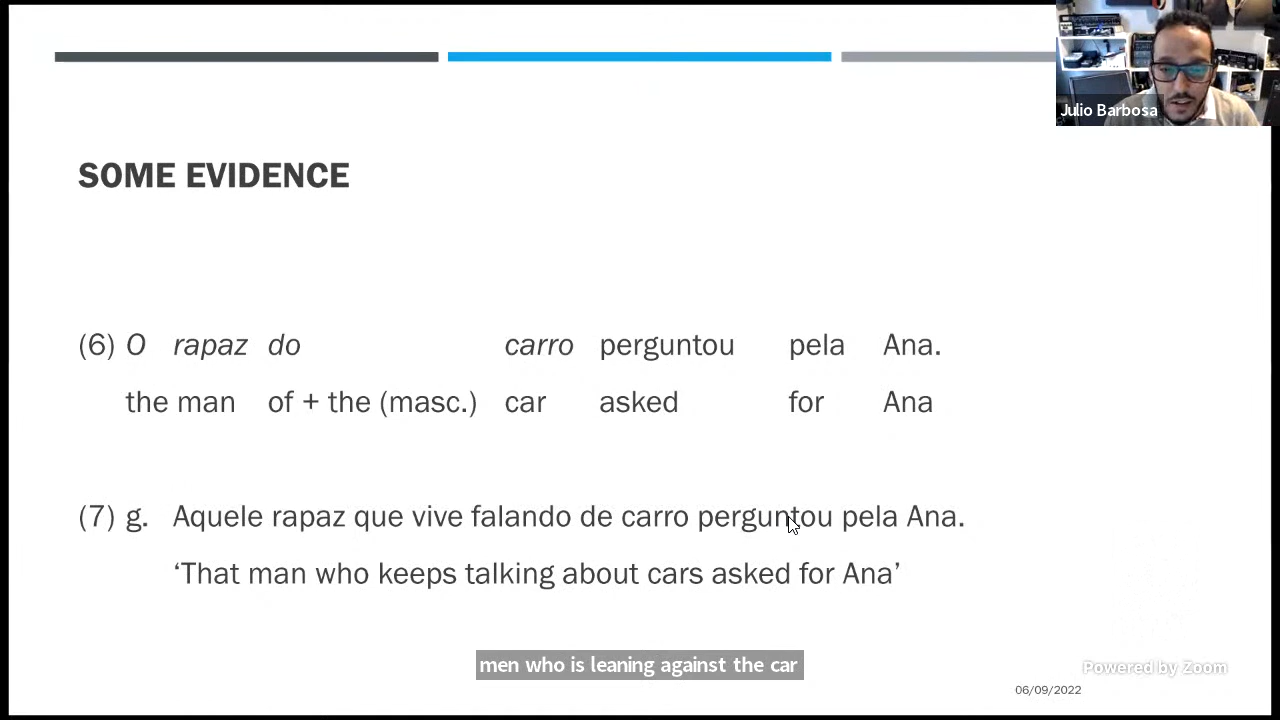 Julio Barbosa
SOME EVIDENCE
(6) O rapaz do carro perguntou pela Ana.
the man of + the (masc.) car asked for Ana
(7) g. Aquele rapaz que vive falando de carro perguntou pela Ana.
‘That man who keeps talking about cars asked for Ana’
men who is leaning against the car
Powered by Zoom
06/09/2022